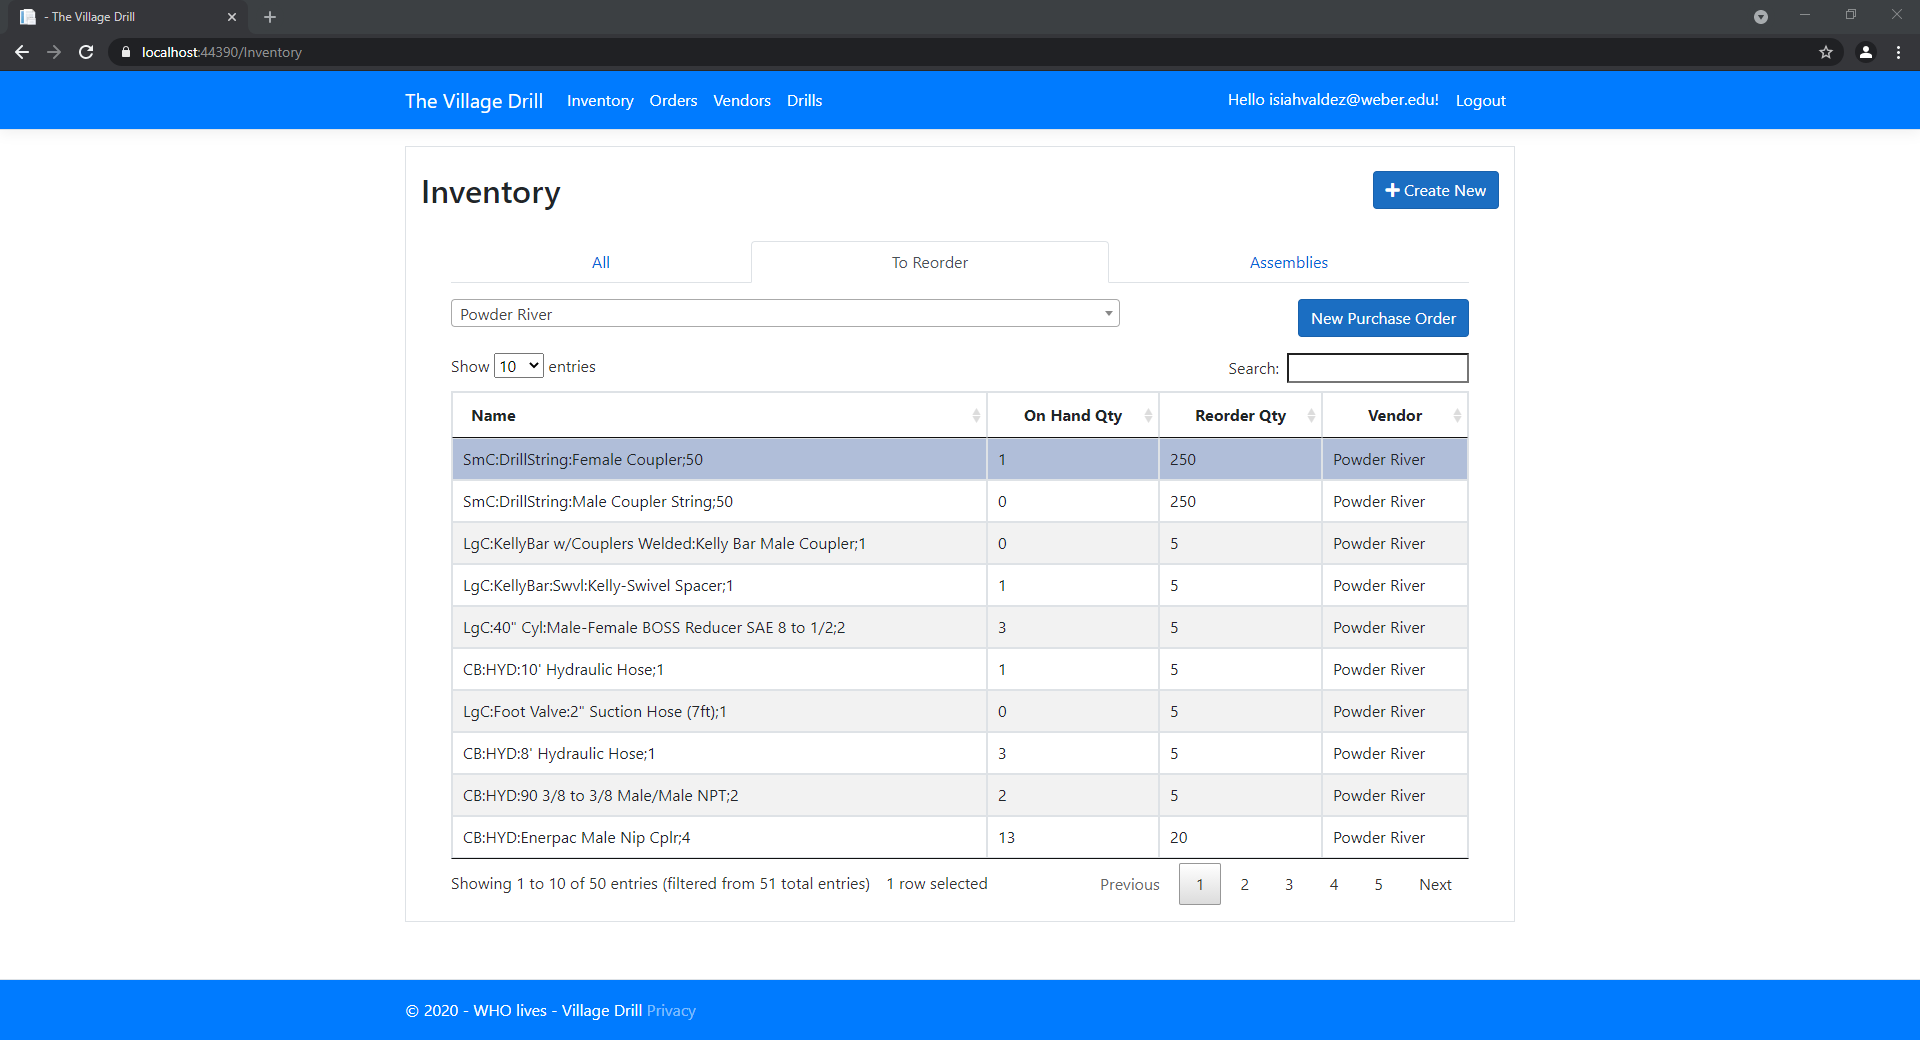 - The Village Drill
localhost:44390/Inventory
The Village Drill Inventory Orders Vendors Drills Hello isiahvaldez@weber.edu! Logout
Inventory
Create New
All To Reorder Assemblies
Powder River
New Purchase Order
Show 10 entries
Search:
Name On Hand Qty Reorder Qty Vendor
SmC:DrillString:Female Coupler;50 1 250 Powder River
SmC:DrillString:Male Coupler String;50 0 250 Powder River
LgC:KellyBar w/Couplers Welded:Kelly Bar Male Coupler;1 0 5 Powder River
LgC:KellyBar:Swvl:Kelly-Swivel Spacer;1 1 5 Powder River
LgC:40" Cyl:Male-Female BOSS Reducer SAE 8 to 1/2;2 3 5 Powder River
CB:HYD:10' Hydraulic Hose;1 1 5 Powder River
LgC:Foot Valve:2" Suction Hose (7ft);1 0 5 Powder River
CB:HYD:8' Hydraulic Hose;1 3 5 Powder River
CB:HYD:90 3/8 to 3/8 Male/Male NPT;2 2 5 Powder River
CB:HYD:Enerpac Male Nip Cplr;4 13 20 Powder River
Showing 1 to 10 of 50 entries (filtered from 51 total entries) 1 row selected
Previous 1 2 3 4 5 Next
© 2020 - WHO lives - Village Drill Privacy